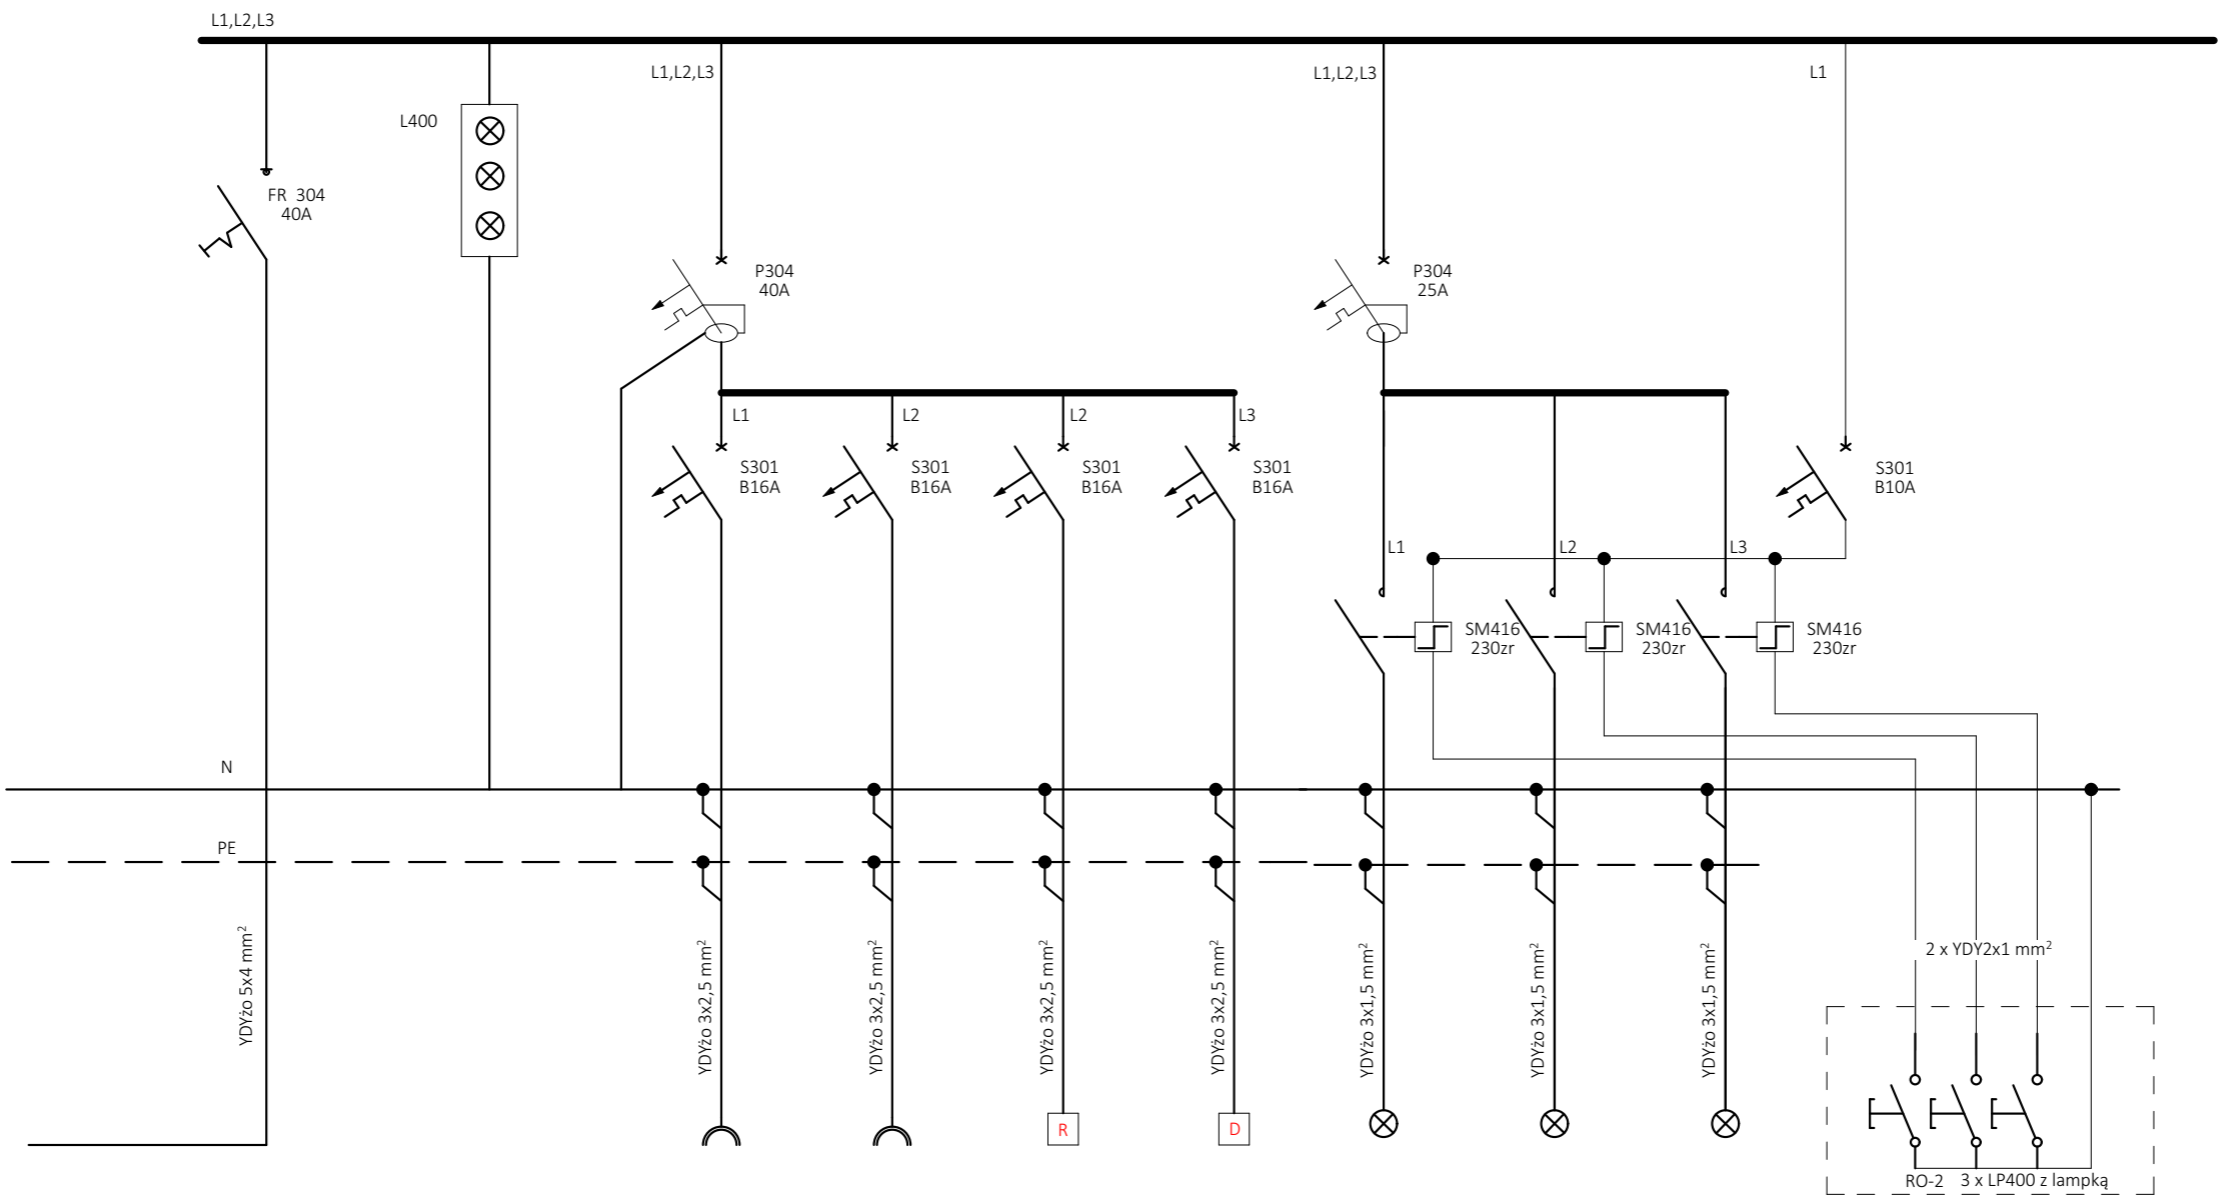 L1,L2,L3
L1,L2,L3
L1,L2,L3
L1
L400
FR 304
40A
P304
40A
P304
25A
L1
L2
L2
L3
S301
B16A
S301
B16A
S301
B16A
S301
B16A
S301
B10A
L1
L2
L3
SM416
230zr
SM416
230zr
SM416
230zr
N
PE
YDYżo 5x4 mm²
YDYżo 3x2,5 mm²
YDYżo 3x2,5 mm²
YDYżo 3x2,5 mm²
YDYżo 3x2,5 mm²
YDYżo 3x1,5 mm²
YDYżo 3x1,5 mm²
YDYżo 3x1,5 mm²
2 x YDY2x1 mm²
R
D
RO-2 3 x LP400 z lampką